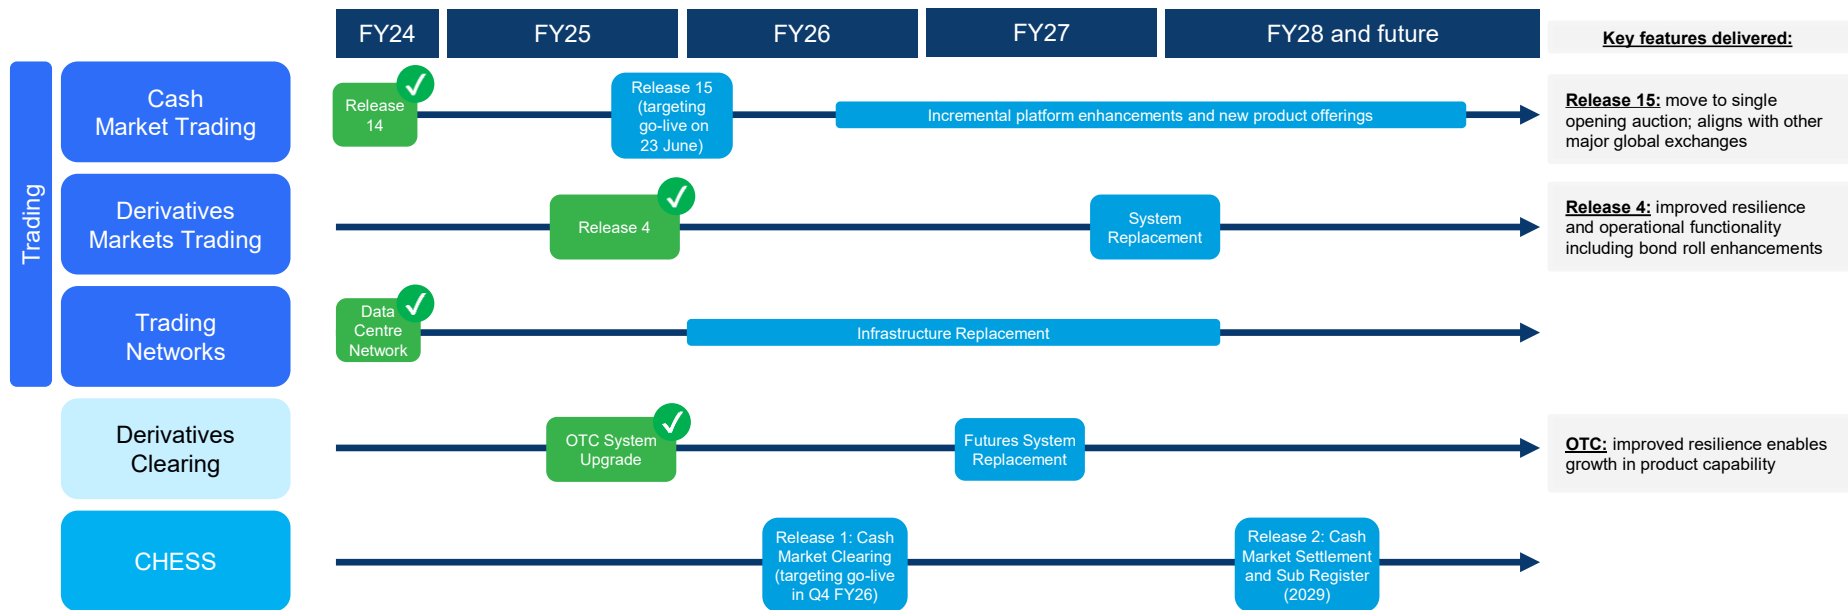 FY24
FY25
FY26
FY27
FY28 and future
Key features delivered:
Trading
Cash
Market Trading
Release
14
Release 15
(targeting
go-live on
23 June)
Incremental platform enhancements and new product offerings
Release 15: move to single
opening auction; aligns with other
major global exchanges
Derivatives
Markets Trading
Release 4
System
Replacement
Release 4: improved resilience
and operational functionality
including bond roll enhancements
Trading
Networks
Data
Centre
Network
Infrastructure Replacement
Derivatives
Clearing
OTC System
Upgrade
Futures System
Replacement
OTC: improved resilience enables
growth in product capability
CHESS
Release 1: Cash
Market Clearing
(targeting go-live
in Q4 FY26)
Release 2: Cash
Market Settlement
and Sub Register
(2029)